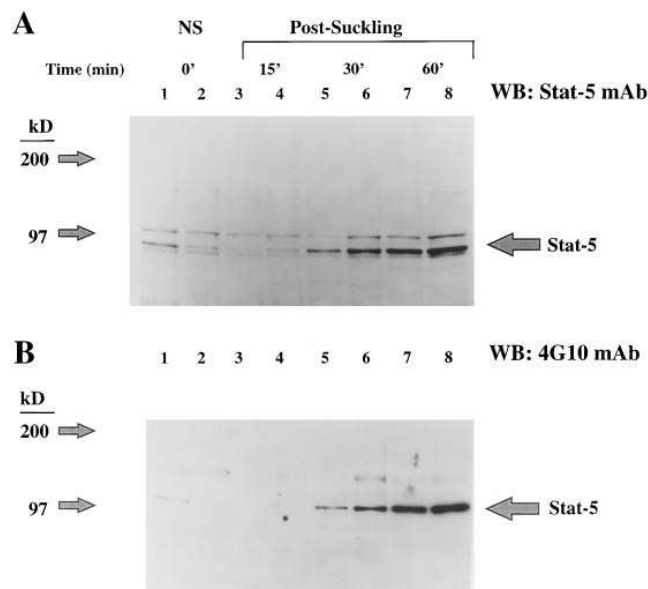 A
NS Post-Suckling
Time (min) 0’ 15’ 30’ 60’
1 2 3 4 5 6 7 8 WB: Stat-5 mAb
kD
200
97
Stat-5
B
1 2 3 4 5 6 7 8 WB: 4G10 mAb
kD
200
97
Stat-5